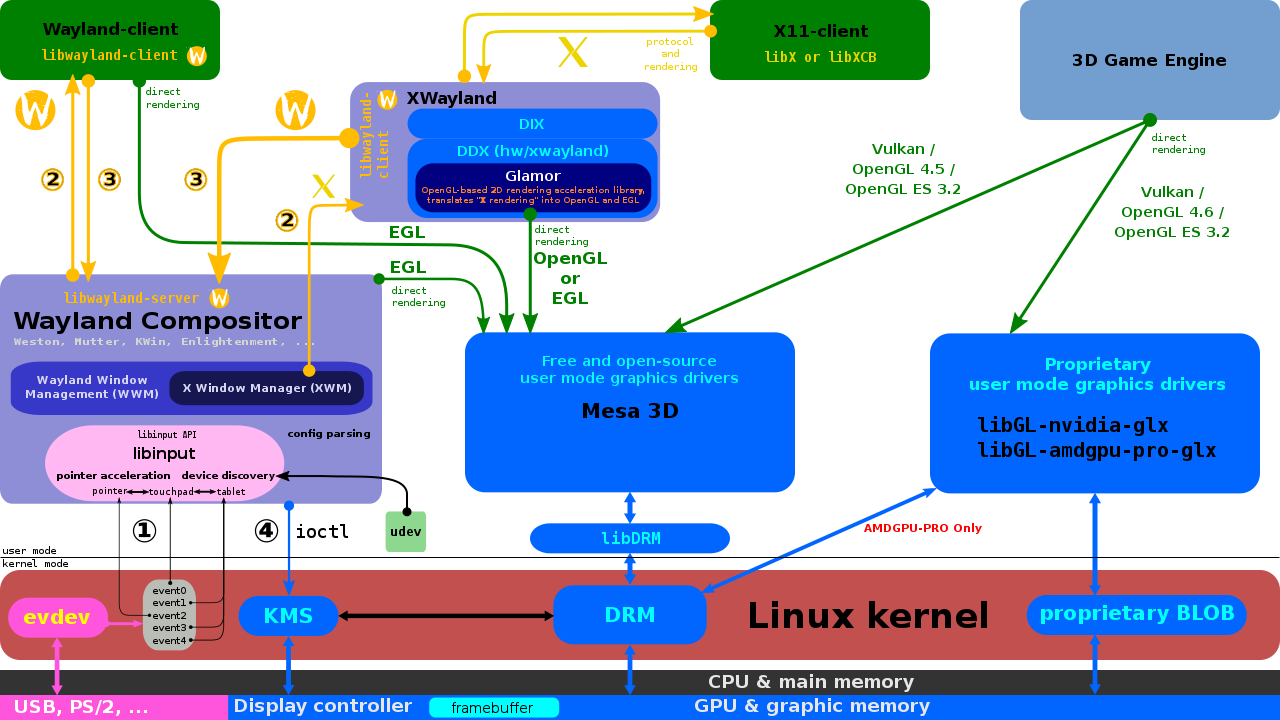 Wayland-client
libwayland-client W
direct
rendering
W
②
③
③
W
X
②
X
protocol
and
rendering
X11-client
libX or libXCB
3D Game Engine
libwayland-
client
W
XWayland
DIX
DDX (hw/xwayland)
Glamor
OpenGL-based 2D rendering acceleration library,
translates "X rendering" into OpenGL and EGL
direct
rendering
Vulkan /
OpenGL 4.5 /
OpenGL ES 3.2
Vulkan /
OpenGL 4.6 /
OpenGL ES 3.2
EGL
EGL
direct
rendering
direct
rendering
OpenGL
or
EGL
libwayland-server W
Wayland Compositor
Weston, Mutter, KWin, Enlightenment, ...
Wayland Window
Management (WWM)
X Window Manager (XWM)
libinput API
libinput
config parsing
pointer acceleration
device discovery
pointer
touchpad
tablet
①
④
ioctl
udev
Free and open-source
user mode graphics drivers
Mesa 3D
Proprietary
user mode graphics drivers
libGL-nvidia-glx
libGL-amdgpu-pro-glx
libDRM
AMDGPU-PRO Only
user mode
kernel mode
evdev
event0
event1
event2
event3
event4
KMS
DRM
Linux kernel
proprietary BLOB
CPU & main memory
USB, PS/2, ...
Display controller
framebuffer
GPU & graphic memory